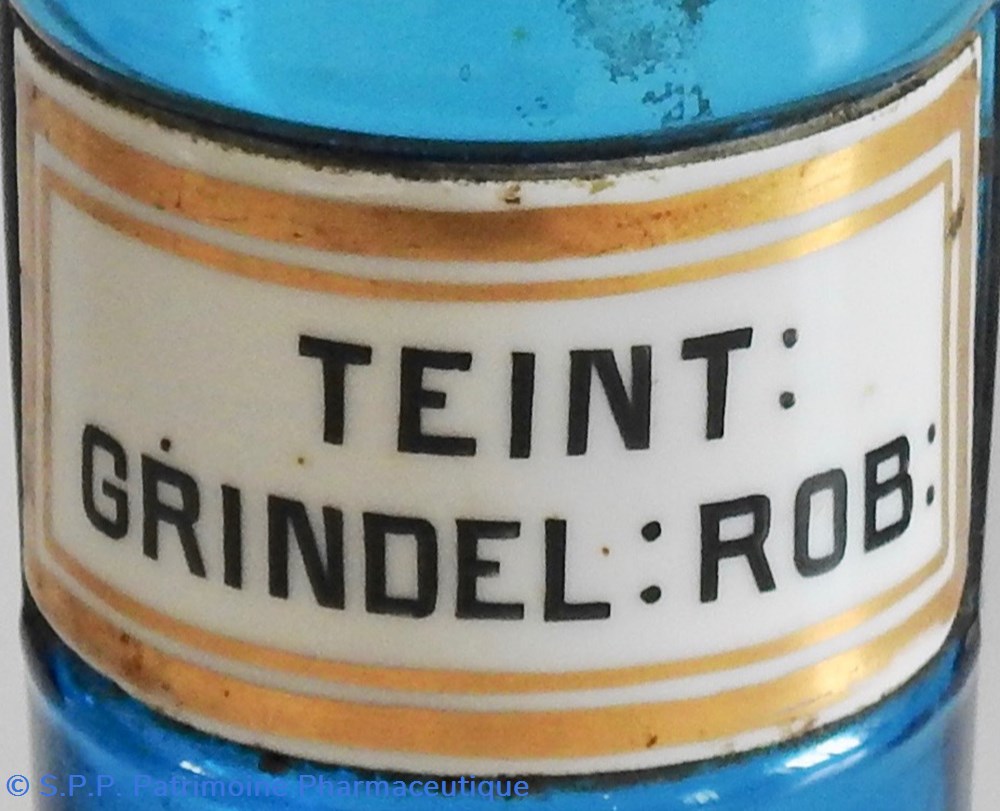 TEINT:
GRINDEL:ROB:
© S.P.P. Patrimoine Pharmaceutique